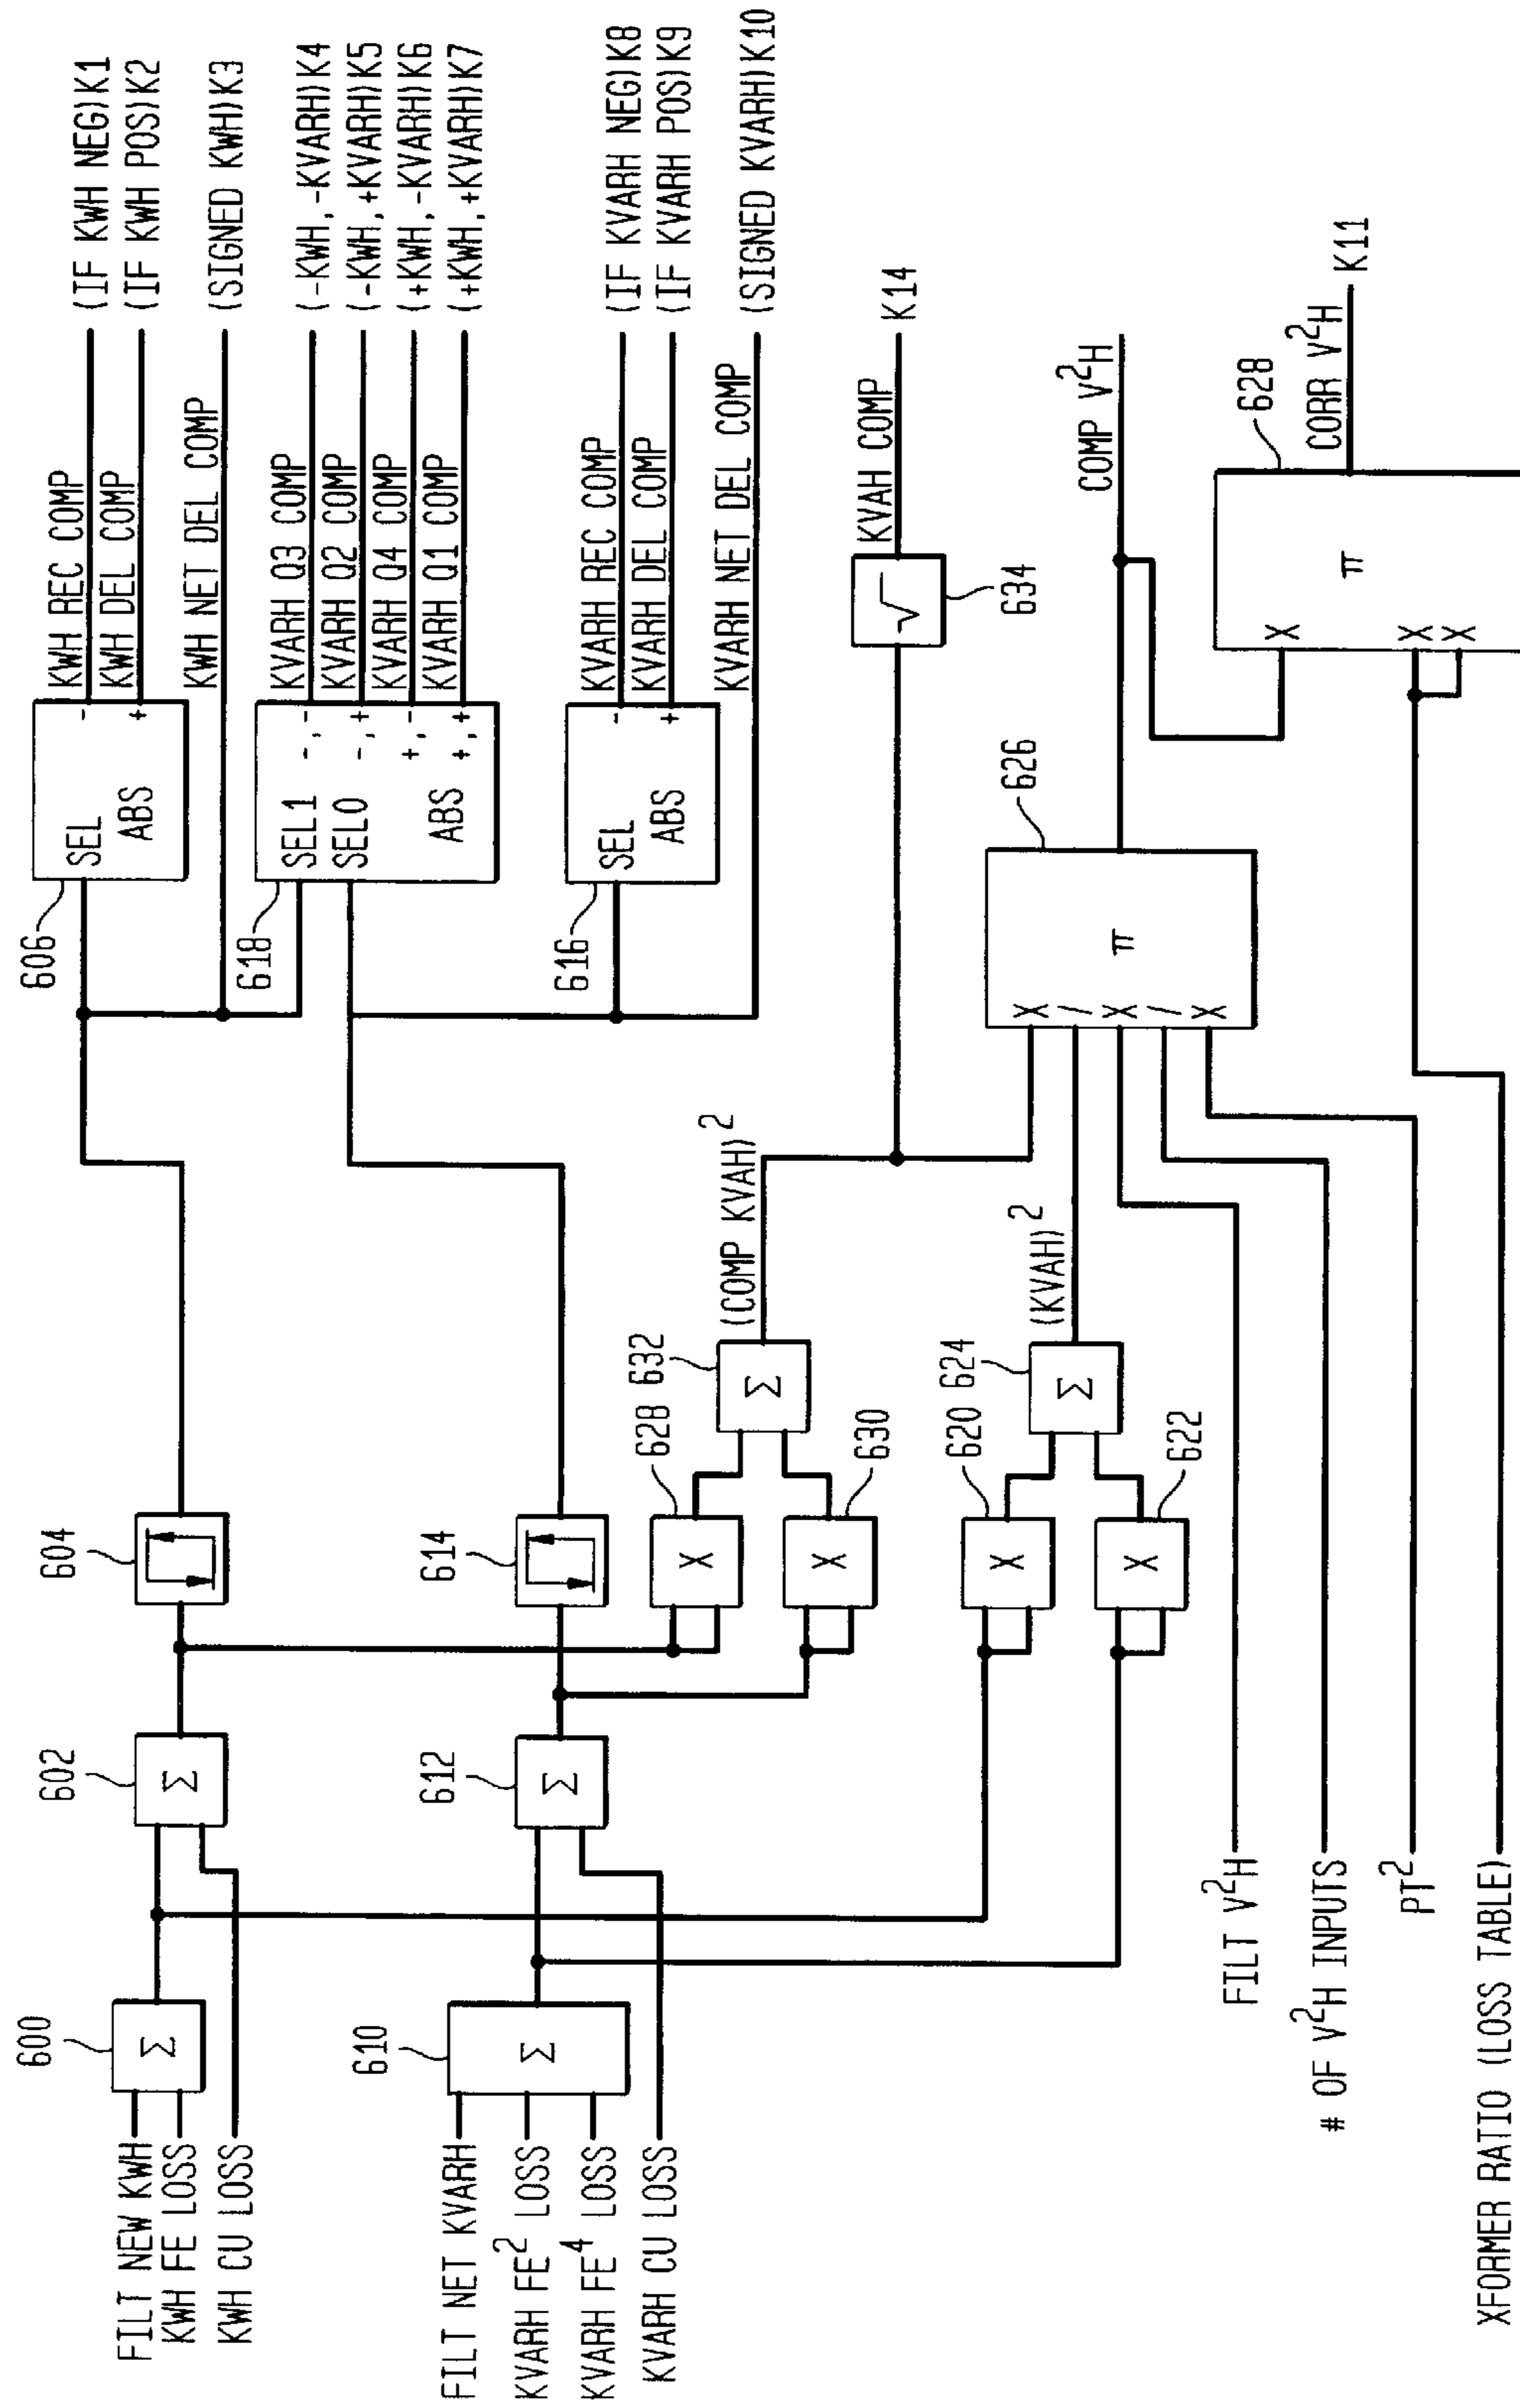 FILT NEW KWH
KWH FE LOSS
KWH CU LOSS
600
Σ
602
Σ
604
606
SEL
ABS
-
+
KWH REC COMP (IF KWH NEG)K1
KWH DEL COMP (IF KWH POS)K2
KWH NET DEL COMP (SIGNED KWH)K3
618
SEL1
SEL0
ABS
-,-
-,+
+,-
+,+
KVARH Q3 COMP (-KWH,-KVARH)K4
KVARH Q2 COMP (-KWH,+KVARH)K5
KVARH Q4 COMP (+KWH,-KVARH)K6
KVARH Q1 COMP (+KWH,+KVARH)K7
FILT NET KVARH
KVARH FE² LOSS
KVARH FE⁴ LOSS
KVARH CU LOSS
610
Σ
612
Σ
614
616
SEL
ABS
-
+
KVARH REC COMP (IF KVARH NEG)K8
KVARH DEL COMP (IF KVARH POS)K9
KVARH NET DEL COMP (SIGNED KVARH)K10
628
X
630
X
632
Σ
(COMP KVAH)²
√
634
KVAH COMP K14
620
X
622
X
624
Σ
(KVAH)²
626
X
/
X
/
X
π
COMP V²H
FILT V²H
# OF V²H INPUTS
PT²
XFORMER RATIO (LOSS TABLE)
628
X
X
X
π
CORR V²H K11